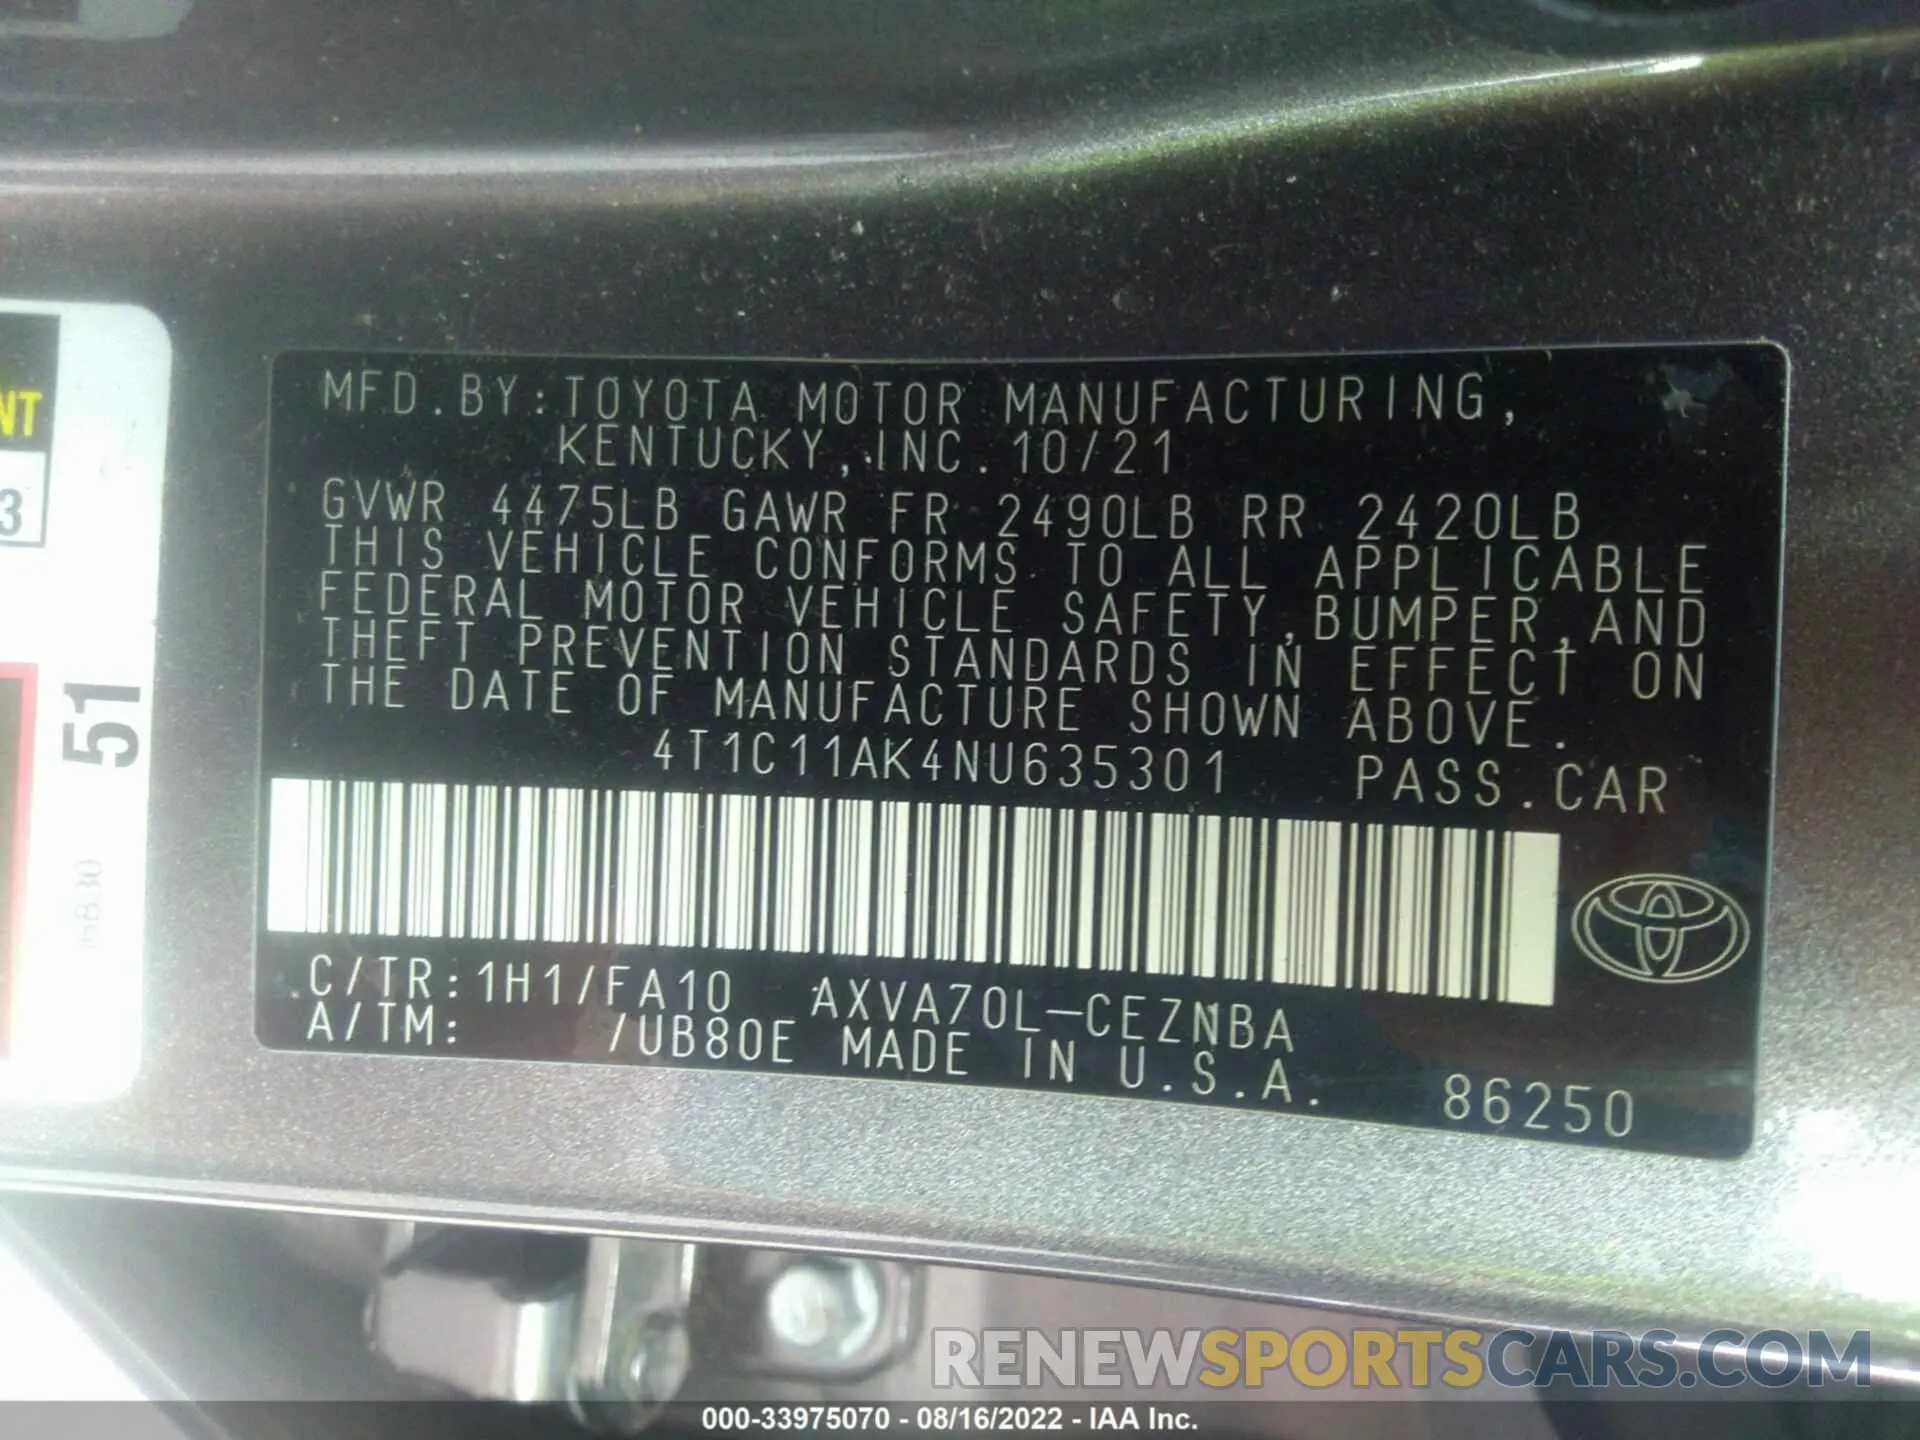 MFD.BY:TOYOTA MOTOR MANUFACTURING,
KENTUCKY,INC.10/21
GVWR 4475LB GAWR FR 2490LB RR 2420LB
THIS VEHICLE CONFORMS TO ALL APPLICABLE
FEDERAL MOTOR VEHICLE SAFETY,BUMPER,AND
THEFT PREVENTION STANDARDS IN EFFECT ON
THE DATE OF MANUFACTURE SHOWN ABOVE.
4T1C11AK4NU635301 PASS.CAR
C/TR:1H1/FA10 AXVA70L-CEZNBA
A/TM: /UB80E MADE IN U.S.A.
86250
NT
3
51
RENEWSPORTSCARS.COM
000-33975070 - 08/16/2022 - IAA Inc.